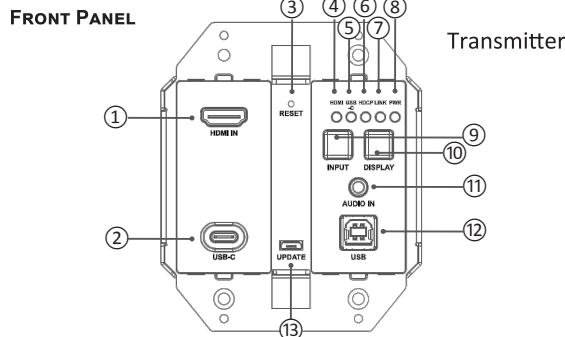 FRONT PANEL
Transmitter
③ ④ ⑤ ⑥ ⑦ ⑧
RESET
HDMI USB-C HDCP LINK PWR
①
HDMI IN
⑨
⑩
INPUT DISPLAY
⑪
AUDIO IN
②
USB-C
UPDATE
⑫
USB
⑬